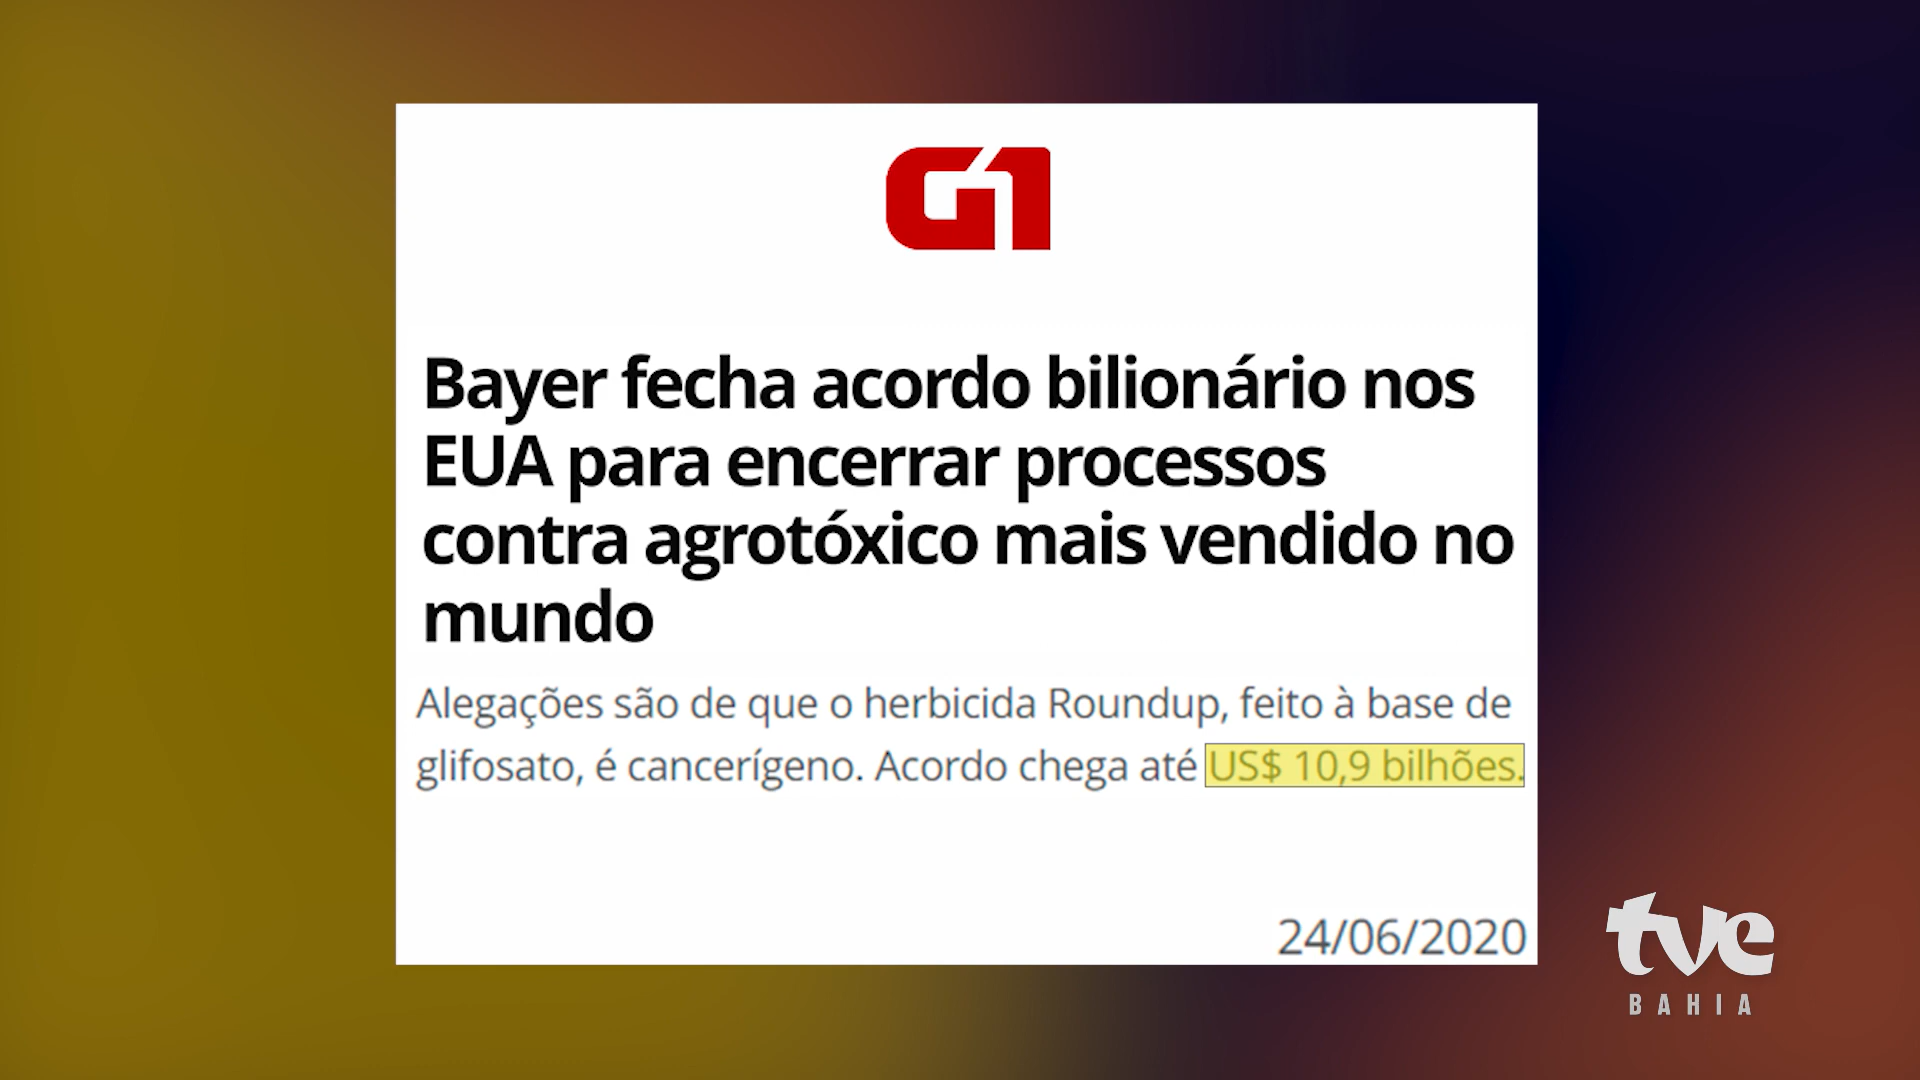 G1
Bayer fecha acordo bilionário nos
EUA para encerrar processos
contra agrotóxico mais vendido no
mundo
Alegações são de que o herbicida Roundup, feito à base de
glifosato, é cancerígeno. Acordo chega até US$ 10,9 bilhões.
24/06/2020
tve
BAHIA